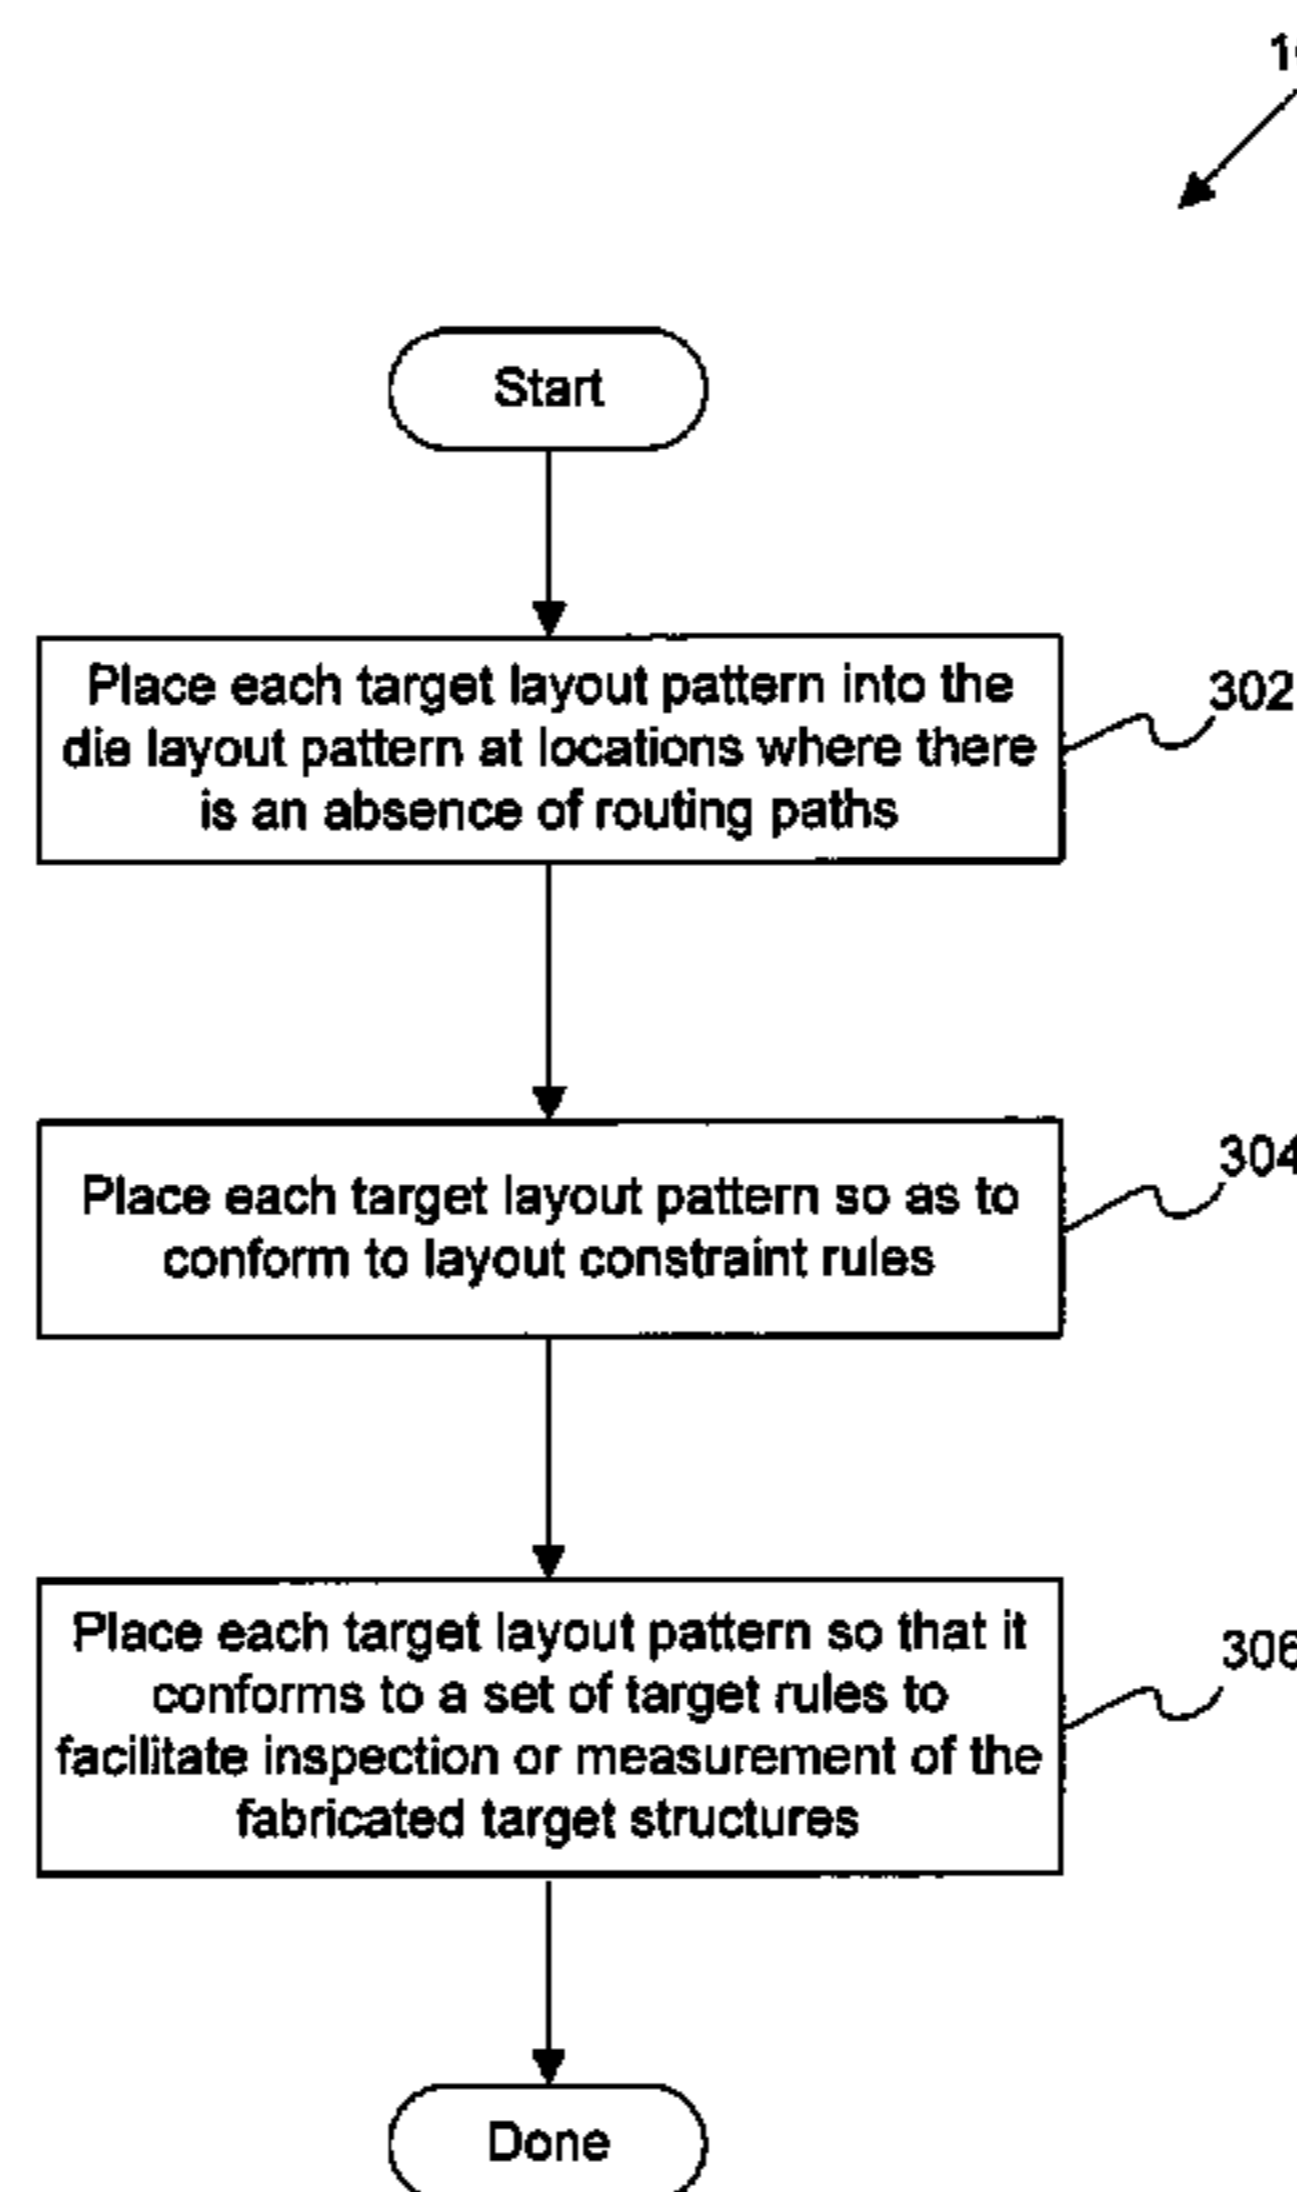 Start
Place each target layout pattern into the
die layout pattern at locations where there
is an absence of routing paths
302
Place each target layout pattern so as to
conform to layout constraint rules
304
Place each target layout pattern so that it
conforms to a set of target rules to
facilitate inspection or measurement of the
fabricated target structures
306
Done